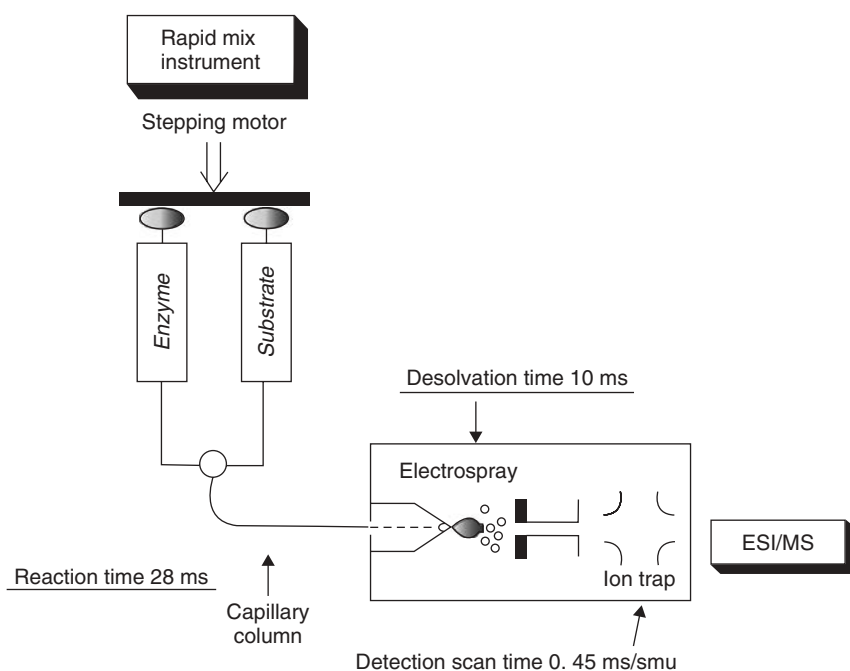 Rapid mix
instrument
Stepping motor
Enzyme
Substrate
Desolvation time 10 ms
Electrospray
ESI/MS
Ion trap
Reaction time 28 ms
Capillary
column
Detection scan time 0. 45 ms/smu